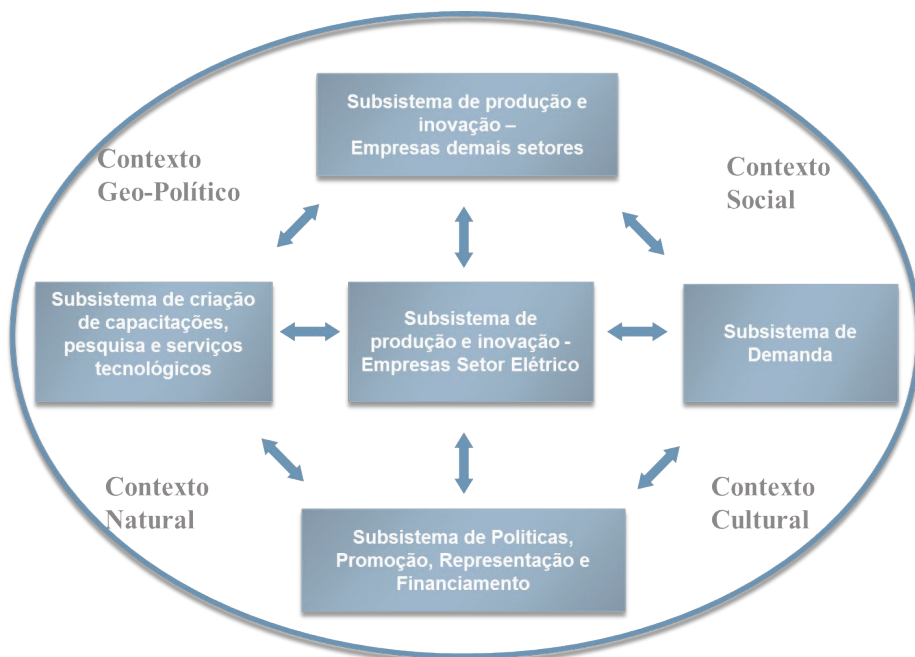 Subsistema de produção e
inovação –
Empresas demais setores
Contexto
Geo-Político
Contexto
Social
Subsistema de criação
de capacitações,
pesquisa e serviços
tecnológicos
Subsistema de
produção e inovação -
Empresas Setor Elétrico
Subsistema de
Demanda
Contexto
Natural
Contexto
Cultural
Subsistema de Politicas,
Promoção, Representação e
Financiamento